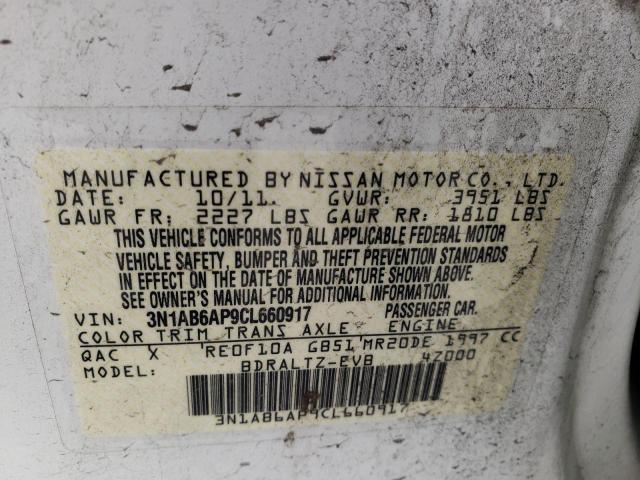 MANUFACTURED BY NISSAN MOTOR CO., LTD.
DATE: 10/11. GVWR: 3951 LBS
GAWR FR: 2227 LBS GAWR RR: 1810 LBS
THIS VEHICLE CONFORMS TO ALL APPLICABLE FEDERAL MOTOR
VEHICLE SAFETY, BUMPER AND THEFT PREVENTION STANDARDS
IN EFFECT ON THE DATE OF MANUFACTURE SHOWN ABOVE.
SEE OWNER'S MANUAL FOR ADDITIONAL INFORMATION.
VIN: 3N1AB6AP9CL660917 PASSENGER CAR.
COLOR TRIM TRANS AXLE ENGINE
QAC X RE0F10A GB51 MR20DE 1997 CC
MODEL: BDRALTZ-EVB 4Z000
3N1AB6AP9CL660917